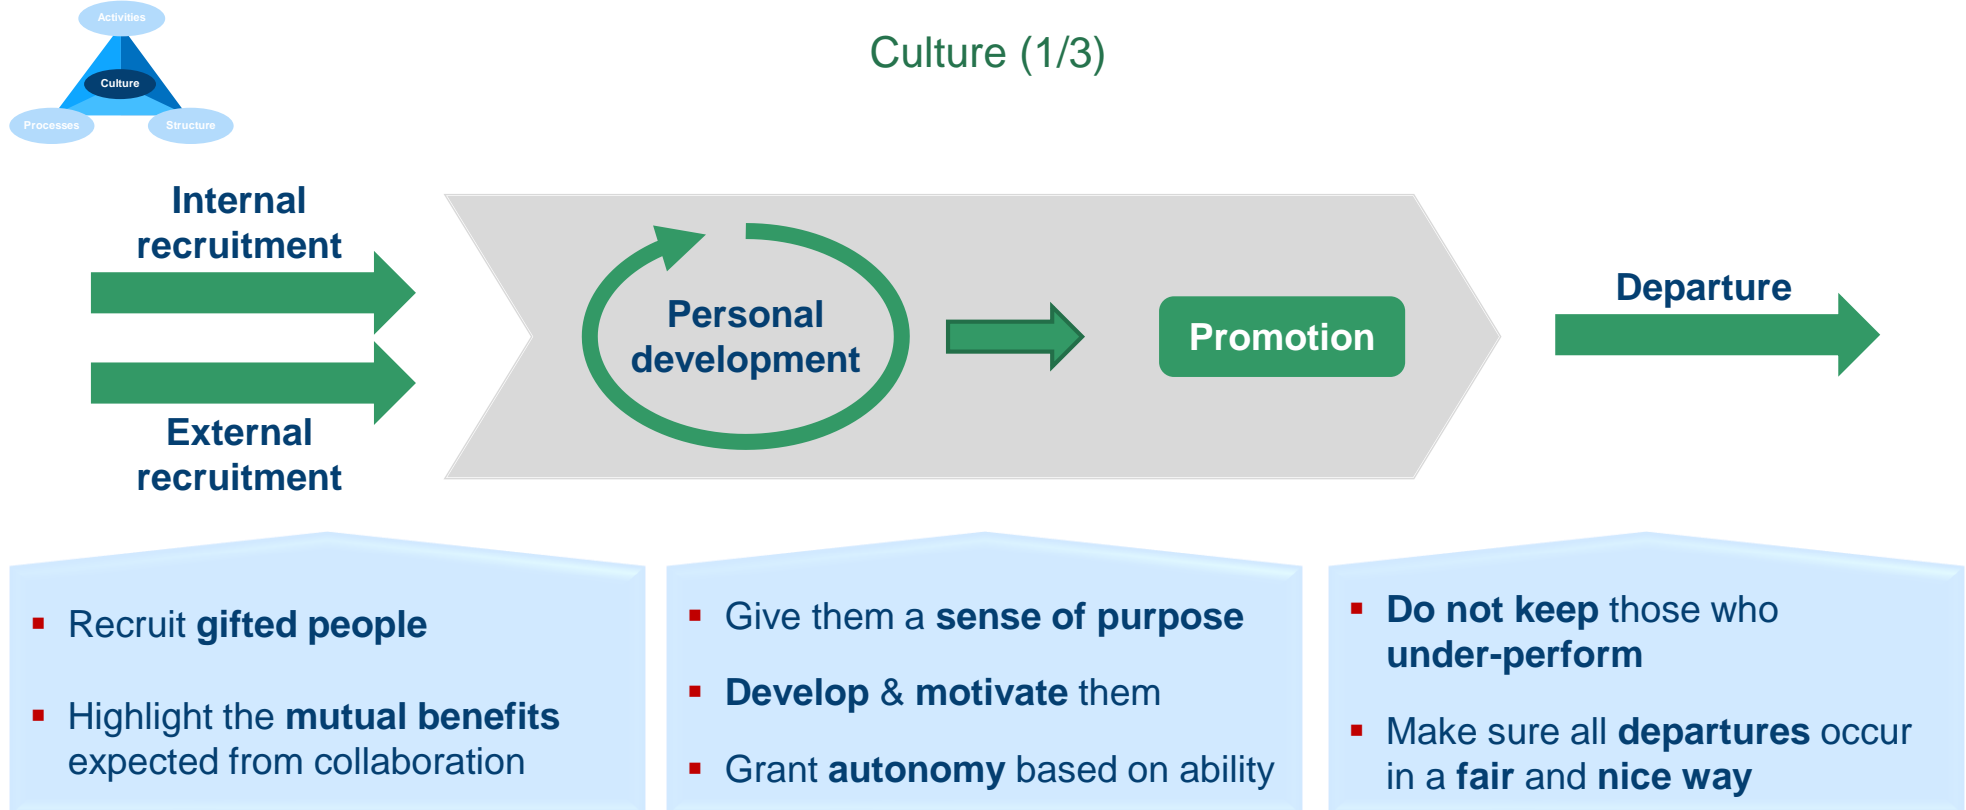 Activities
Culture
Processes
Structure
Culture (1/3)
Internal
recruitment
External
recruitment
Personal
development
Promotion
Departure
▪ Recruit gifted people
▪ Highlight the mutual benefits
expected from collaboration
▪ Give them a sense of purpose
▪ Develop & motivate them
▪ Grant autonomy based on ability
▪ Do not keep those who
under-perform
▪ Make sure all departures occur
in a fair and nice way